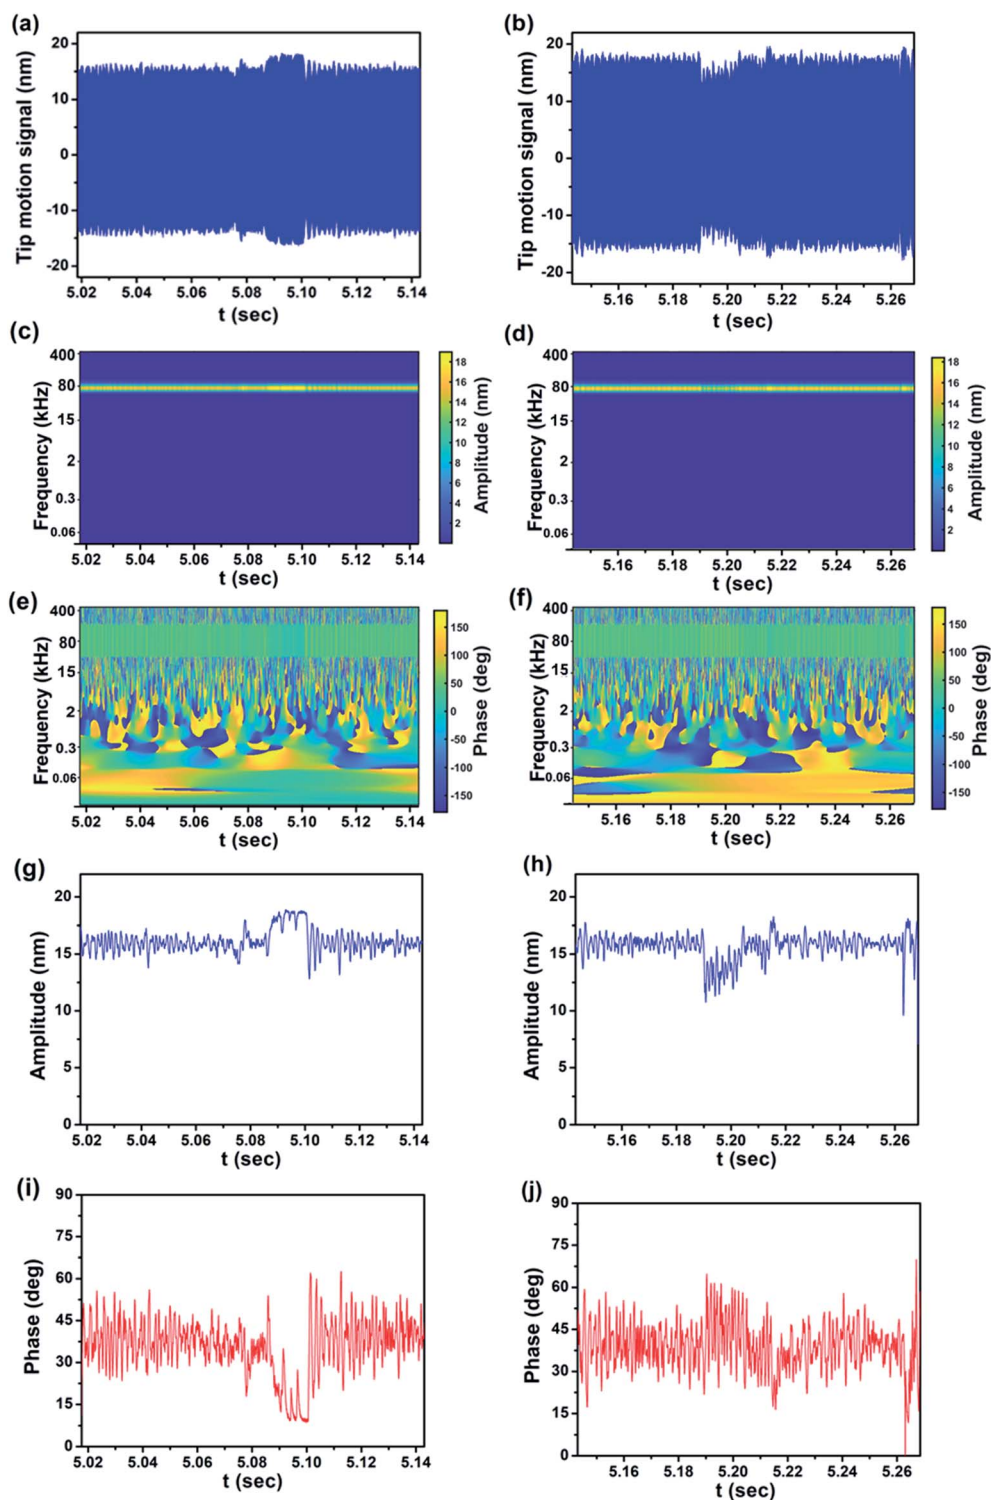 (a)
Tip motion signal (nm)
20
10
0
-10
-20
5.02 5.04 5.06 5.08 5.10 5.12 5.14
t (sec)
(b)
Tip motion signal (nm)
20
10
0
-10
-20
5.16 5.18 5.20 5.22 5.24 5.26
t (sec)
(c)
Frequency (kHz)
400
80
15
2
0.3
0.06
5.02 5.04 5.06 5.08 5.10 5.12 5.14
t (sec)
18
16
14
12
10
8
6
4
2
Amplitude (nm)
(d)
Frequency (kHz)
400
80
15
2
0.3
0.06
5.16 5.18 5.20 5.22 5.24 5.26
t (sec)
18
16
14
12
10
8
6
4
2
Amplitude (nm)
(e)
Frequency (kHz)
400
80
15
2
0.3
0.06
5.02 5.04 5.06 5.08 5.10 5.12 5.14
t (sec)
150
100
50
0
-50
-100
-150
Phase (deg)
(f)
Frequency (kHz)
400
80
15
2
0.3
0.06
5.16 5.18 5.20 5.22 5.24 5.26
t (sec)
150
100
50
0
-50
-100
-150
Phase (deg)
(g)
Amplitude (nm)
20
15
10
5
0
5.02 5.04 5.06 5.08 5.10 5.12 5.14
t (sec)
(h)
Amplitude (nm)
20
15
10
5
0
5.16 5.18 5.20 5.22 5.24 5.26
t (sec)
(i)
Phase (deg)
90
75
60
45
30
15
0
5.02 5.04 5.06 5.08 5.10 5.12 5.14
t (sec)
(j)
Phase (deg)
90
75
60
45
30
15
0
5.16 5.18 5.20 5.22 5.24 5.26
t (sec)